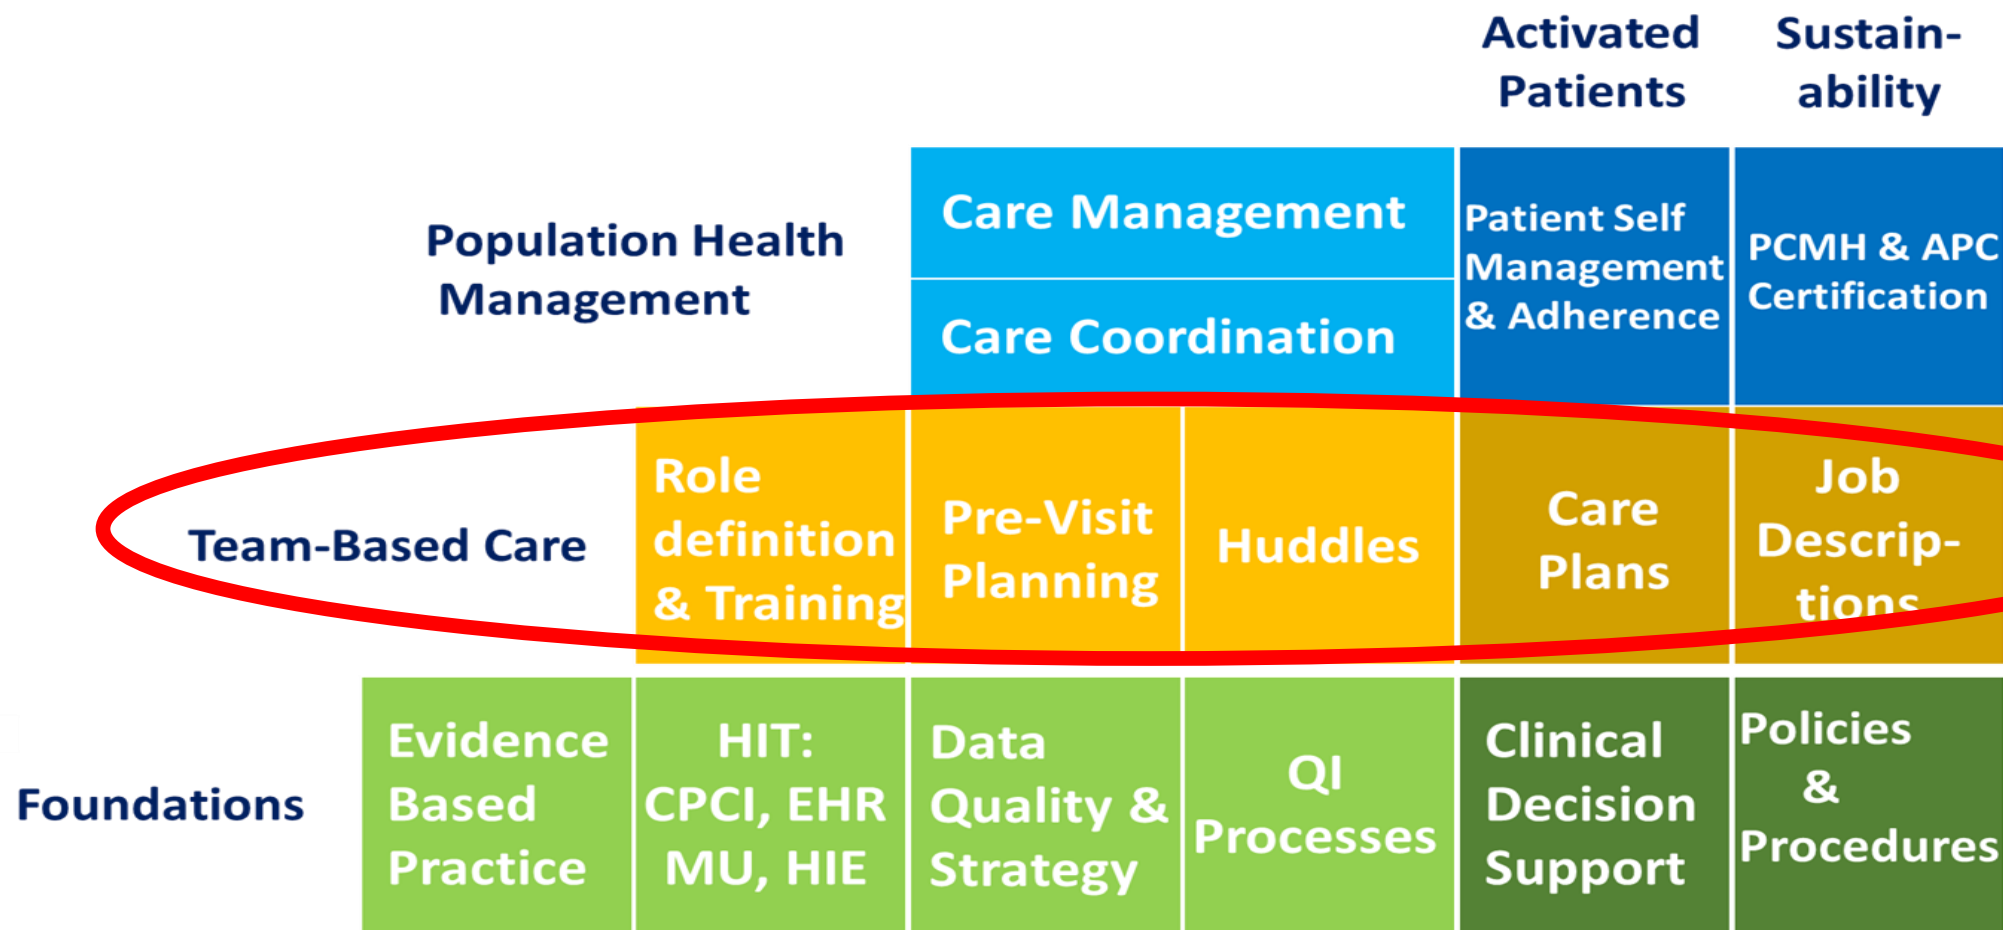 Activated
Patients
Sustain-
ability
Population Health
Management
Care Management
Care Coordination
Patient Self
Management
& Adherence
PCMH & APC
Certification
Team-Based Care
Role
definition
& Training
Pre-Visit
Planning
Huddles
Care
Plans
Job
Descrip-
tions
Foundations
Evidence
Based
Practice
HIT:
CPCI, EHR
MU, HIE
Data
Quality &
Strategy
QI
Processes
Clinical
Decision
Support
Policies
&
Procedures